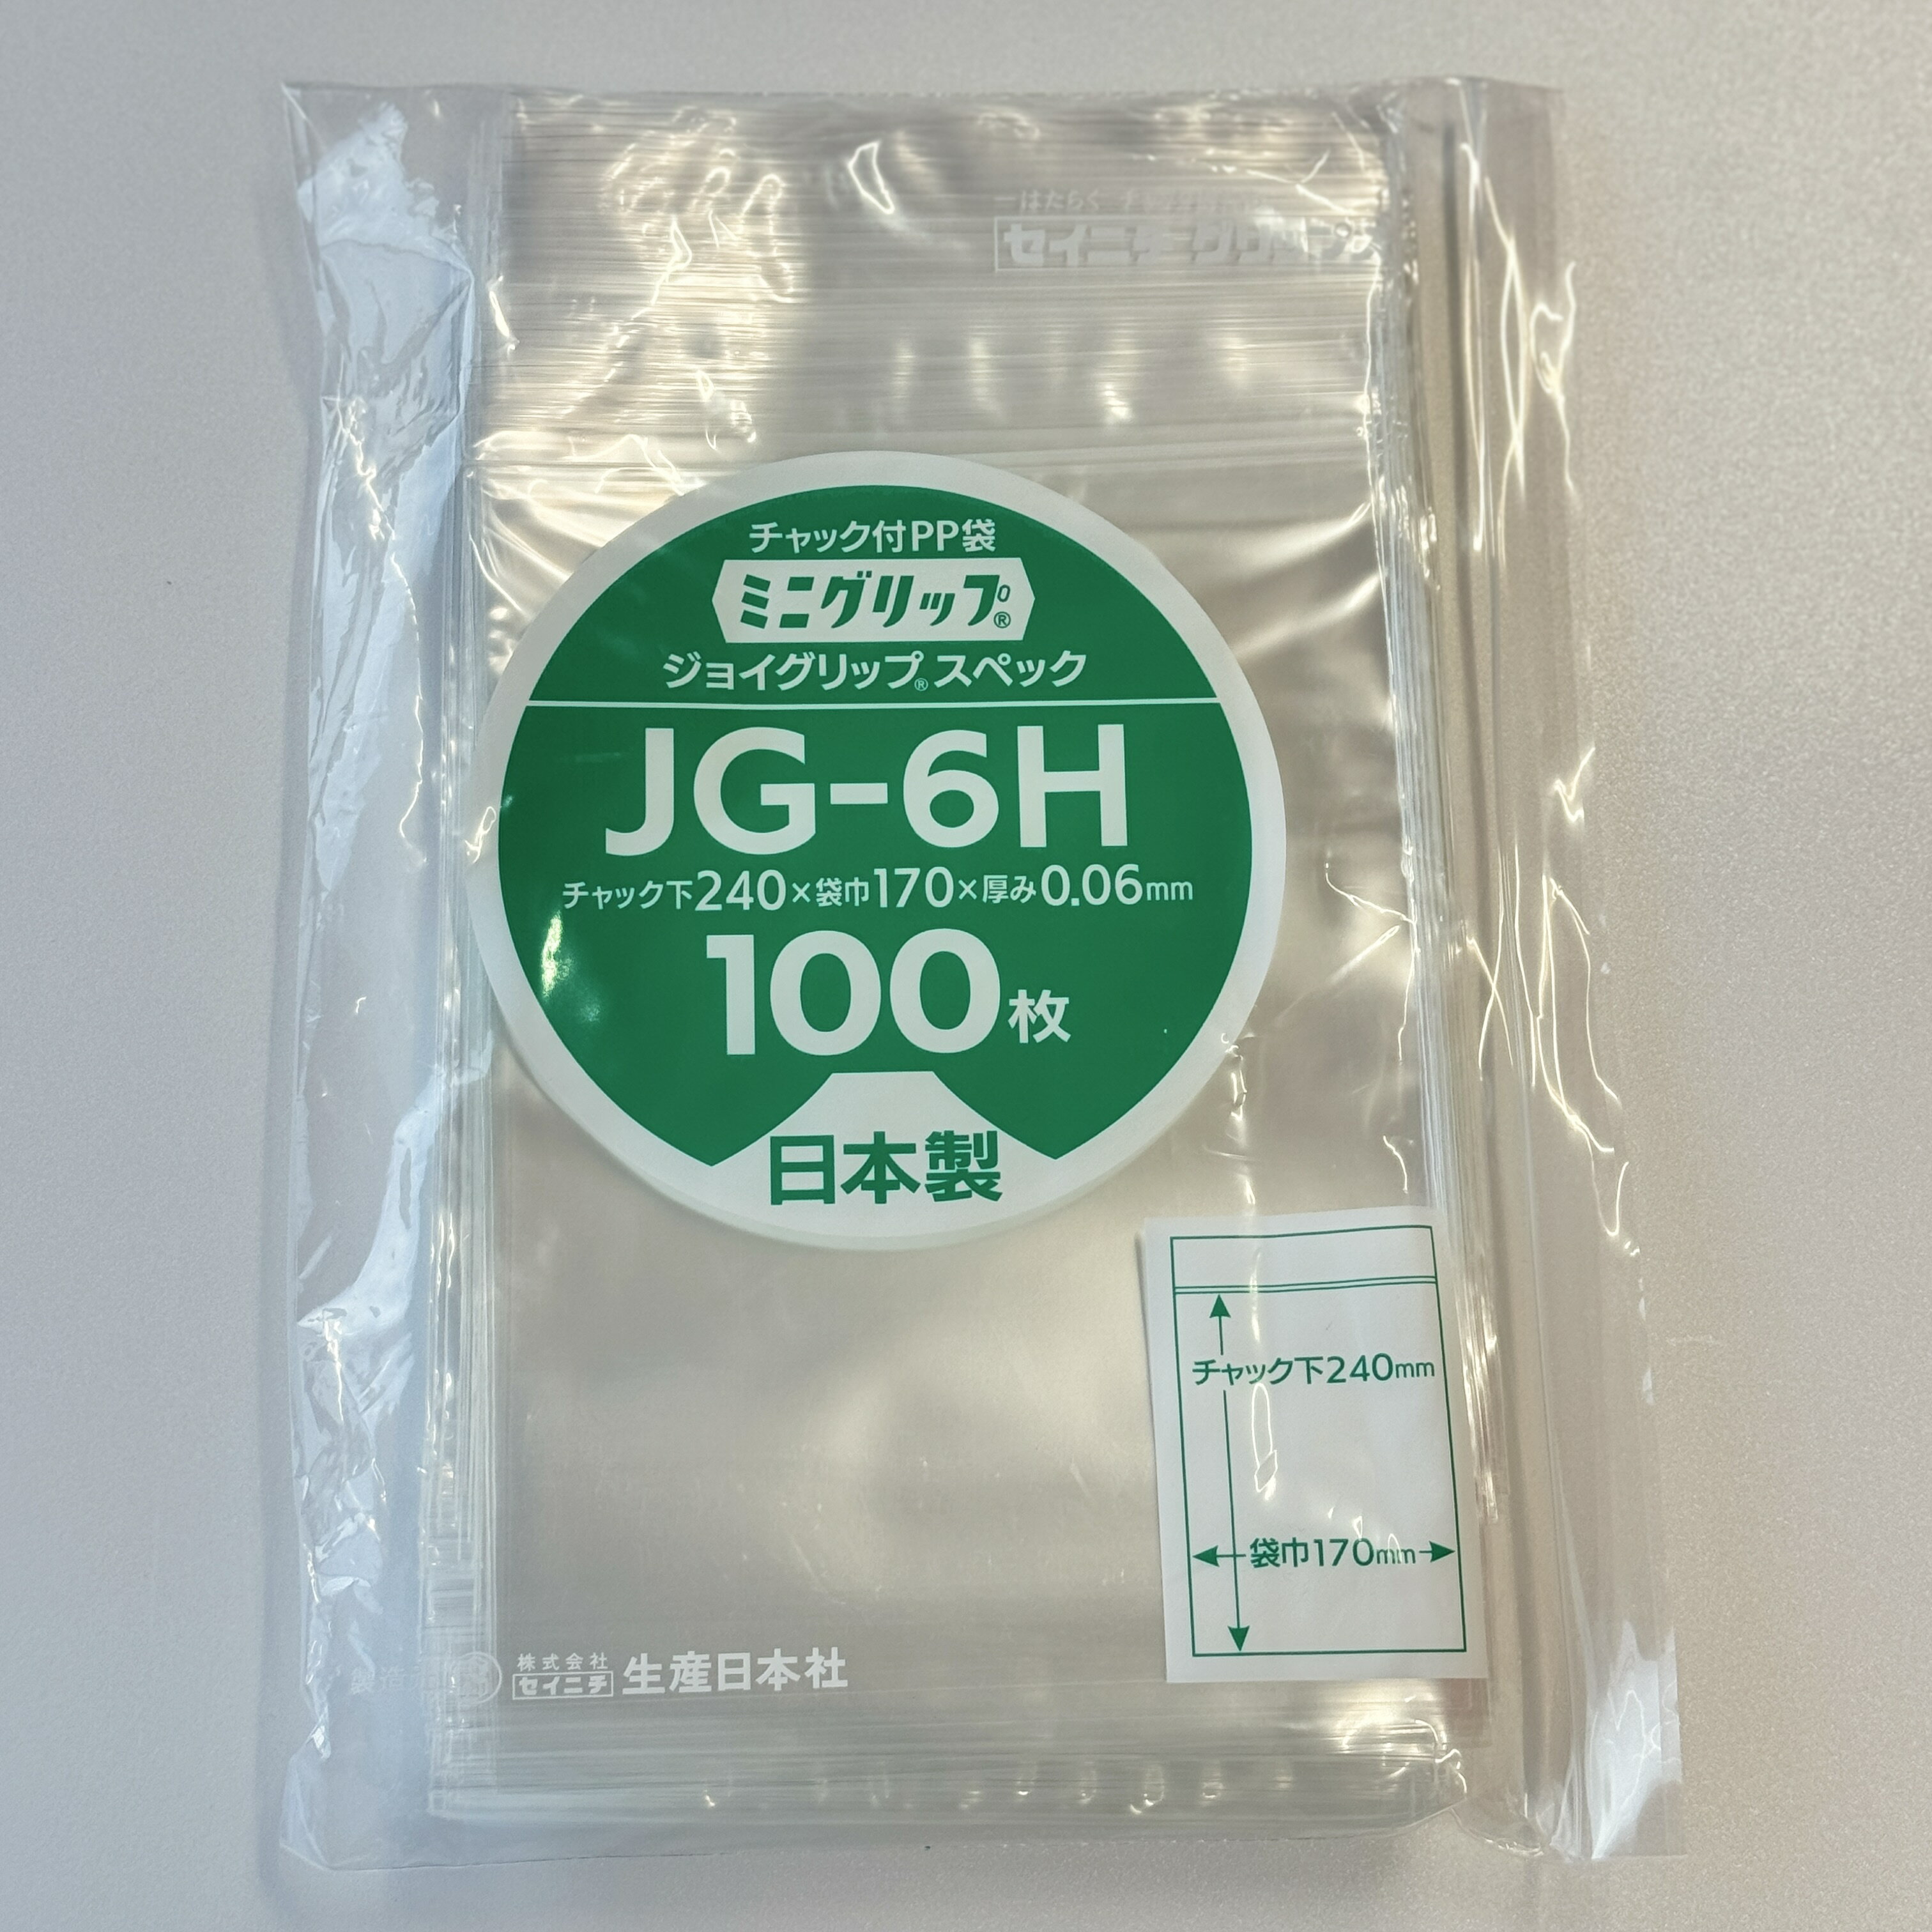 セイニチグリップ
チャック付PP袋
ミニグリップ®
ジョイグリップ®スペック
JG-6H
チャック下240×袋巾170×厚み0.06mm
100枚
日本製
チャック下240mm
袋巾170mm
株式会社
セイニチ 生産日本社